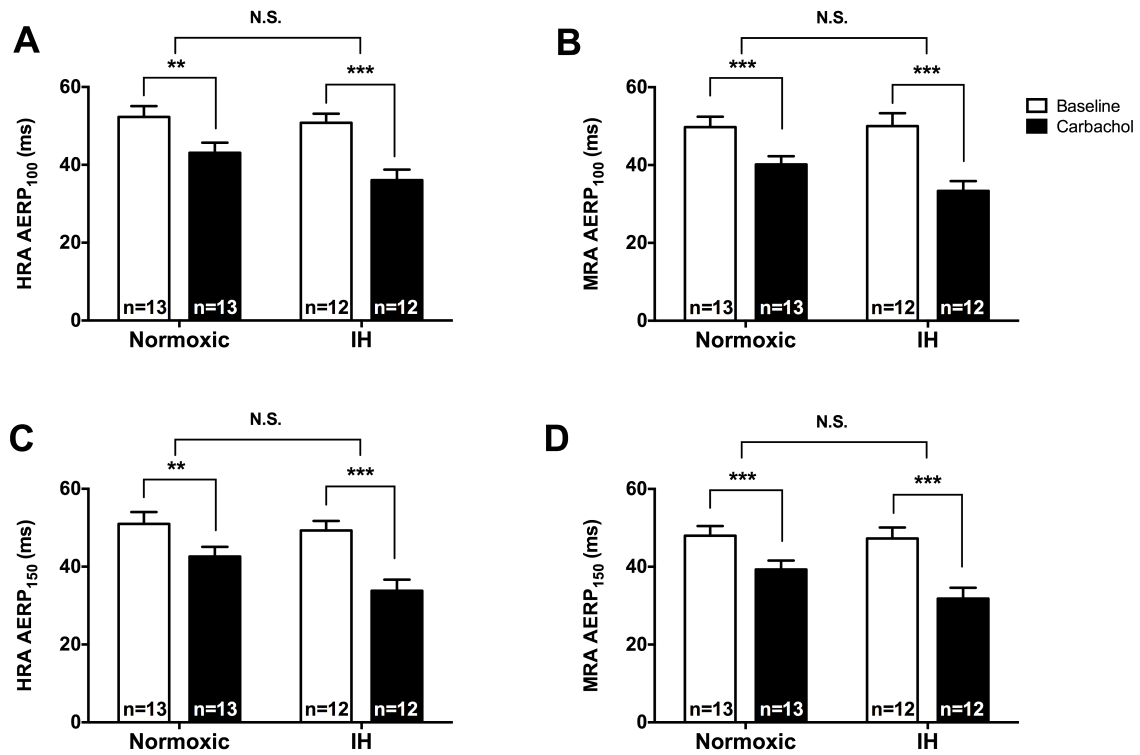 A
N.S.
**
***
HRA AERP100 (ms)
60
40
20
0
n=13
n=13
n=12
n=12
Normoxic
IH
B
N.S.
***
***
MRA AERP100 (ms)
60
40
20
0
n=13
n=13
n=12
n=12
Normoxic
IH
Baseline
Carbachol
C
N.S.
**
***
HRA AERP150 (ms)
60
40
20
0
n=13
n=13
n=12
n=12
Normoxic
IH
D
N.S.
***
***
MRA AERP150 (ms)
60
40
20
0
n=13
n=13
n=12
n=12
Normoxic
IH